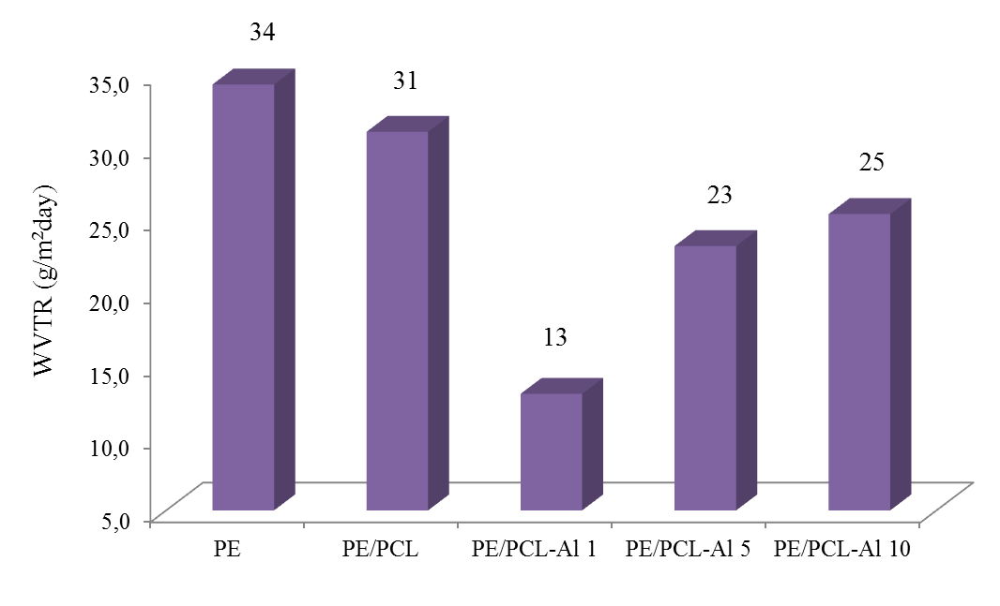 34
31
13
23
25
35,0
30,0
25,0
20,0
15,0
10,0
5,0
WVTR (g/m²day)
PE
PE/PCL
PE/PCL-Al 1
PE/PCL-Al 5
PE/PCL-Al 10